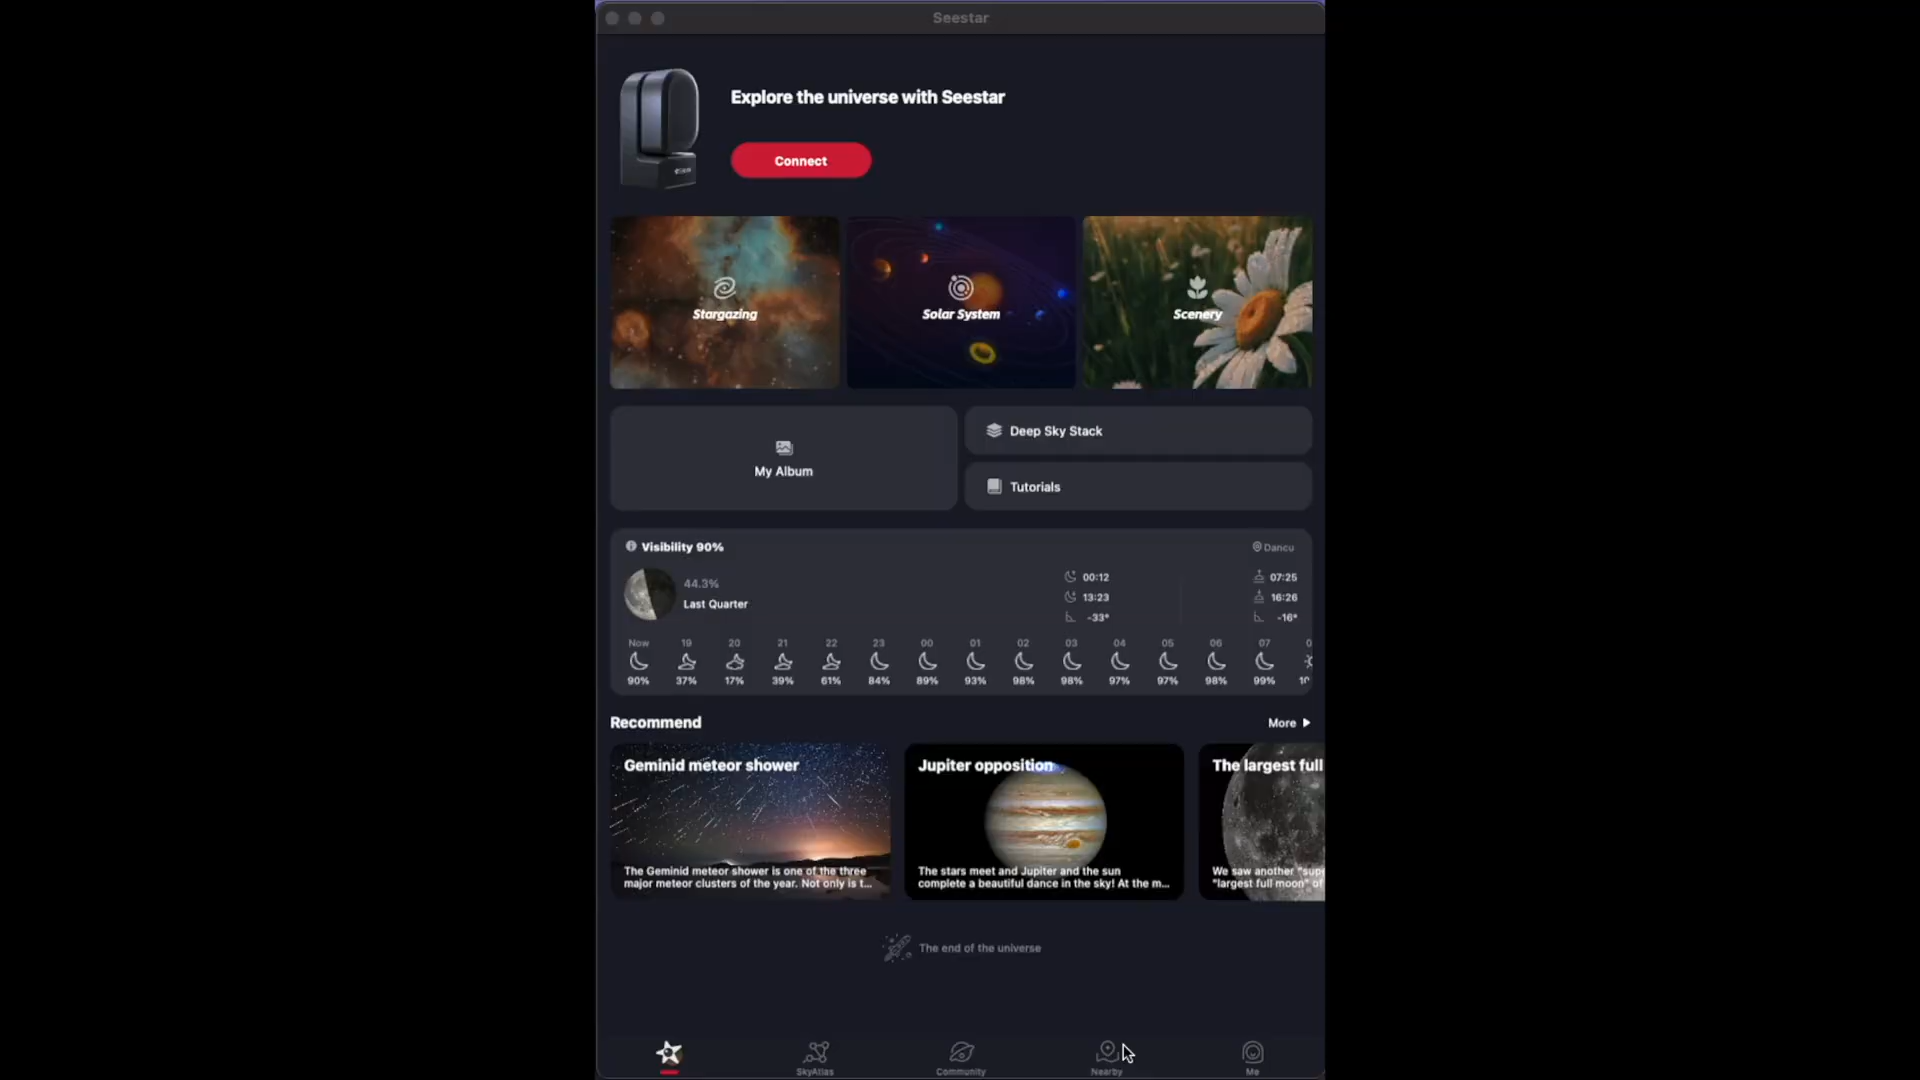 Seestar
Explore the universe with Seestar
Connect
Stargazing
Solar System
Scenery
My Album
Deep Sky Stack
Tutorials
Visibility 90%
Dancu
44.3%
Last Quarter
00:12
13:23
-33°
07:25
16:26
-16°
Now 19 20 21 22 23 00 01 02 03 04 05 06 07 0
90% 37% 17% 39% 61% 84% 89% 93% 98% 98% 97% 97% 98% 99% 10
Recommend
More
Geminid meteor shower
The Geminid meteor shower is one of the three
major meteor clusters of the year. Not only is t...
Jupiter opposition
The stars meet and Jupiter and the sun
complete a beautiful dance in the sky! At the m...
The largest full
We saw another "supe
"largest full moon" of
The end of the universe
SkyAtlas
Community
Nearby
Me